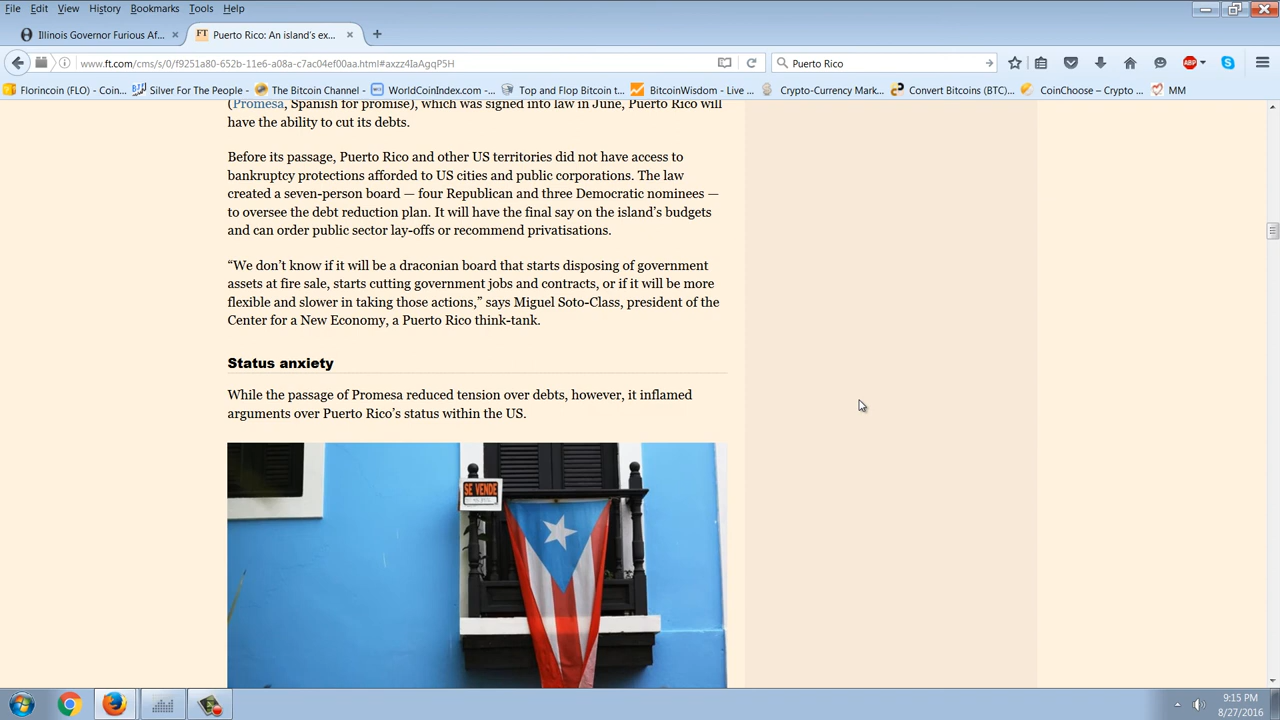 File Edit View History Bookmarks Tools Help
Illinois Governor Furious Af... × FT Puerto Rico: An island's ex... × +
www.ft.com/cms/s/0/f9251a80-652b-11e6-a08a-c7ac04ef00aa.html#axzz4IaAgqP5H Puerto Rico ABP
Florincoin (FLO) - Coin... Silver For The People - The Bitcoin Channel - WorldCoinIndex.com -... Top and Flop Bitcoin t... BitcoinWisdom - Live ... Crypto-Currency Mark... Convert Bitcoins (BTC)... CoinChoose – Crypto ... MM
(Promesa, Spanish for promise), which was signed into law in June, Puerto Rico will
have the ability to cut its debts.
Before its passage, Puerto Rico and other US territories did not have access to
bankruptcy protections afforded to US cities and public corporations. The law
created a seven-person board — four Republican and three Democratic nominees —
to oversee the debt reduction plan. It will have the final say on the island's budgets
and can order public sector lay-offs or recommend privatisations.
“We don't know if it will be a draconian board that starts disposing of government
assets at fire sale, starts cutting government jobs and contracts, or if it will be more
flexible and slower in taking those actions,” says Miguel Soto-Class, president of the
Center for a New Economy, a Puerto Rico think-tank.
Status anxiety
While the passage of Promesa reduced tension over debts, however, it inflamed
arguments over Puerto Rico's status within the US.
SE VENDE
9:15 PM
8/27/2016